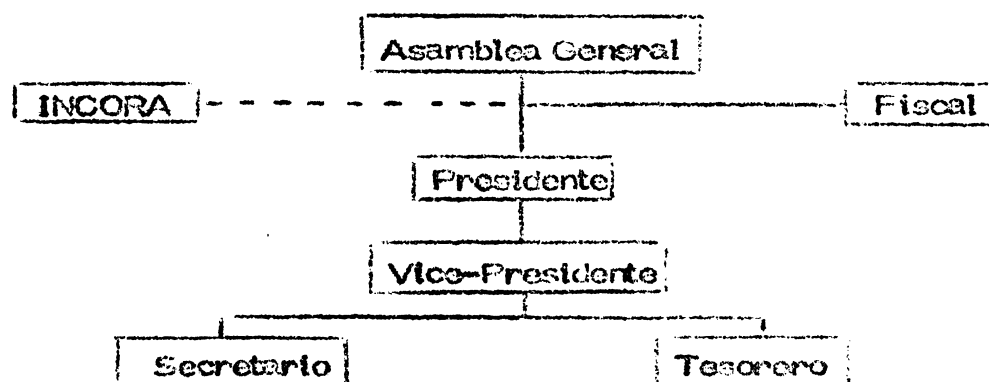 Asamblea General
INCORA
Fiscal
Presidente
Vice-Presidente
Secretario
Tesorero